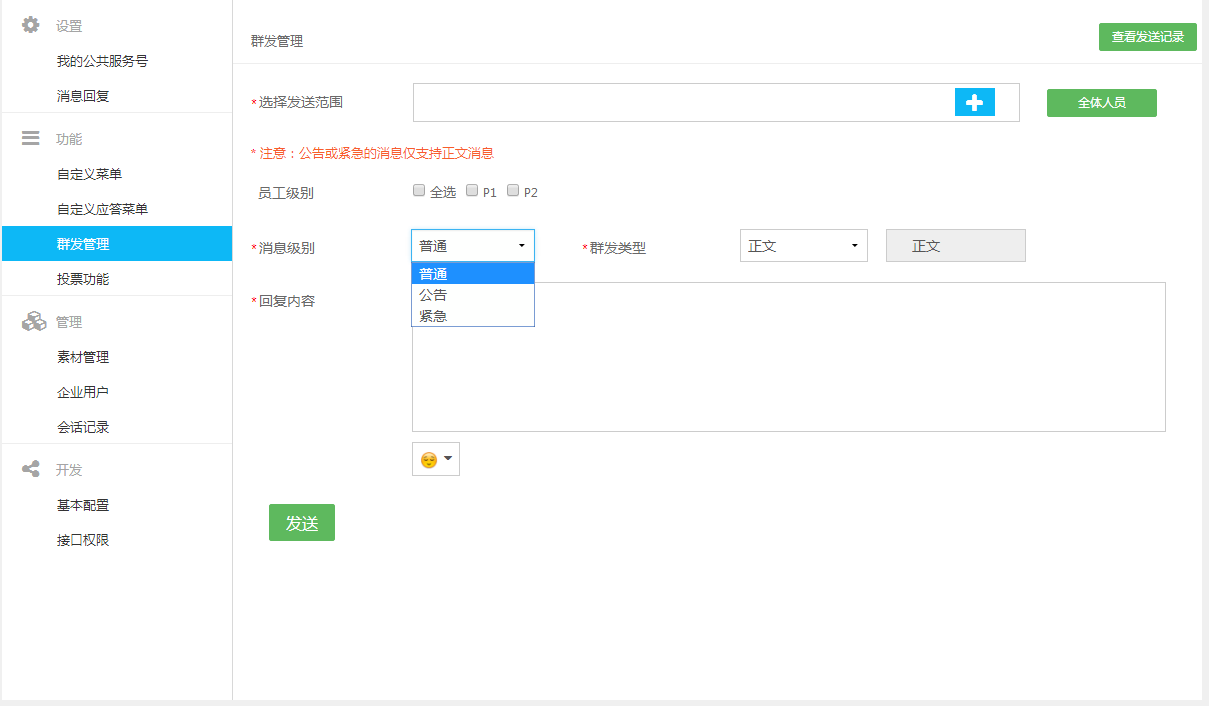 设置
我的公共服务号
消息回复
功能
自定义菜单
自定义应答菜单
群发管理
投票功能
管理
素材管理
企业用户
会话记录
开发
基本配置
接口权限
群发管理
查看发送记录
*选择发送范围
全体人员
* 注意：公告或紧急的消息仅支持正文消息
员工级别
全选 P1 P2
*消息级别 普通 *群发类型 正文 正文
普通
公告
紧急
*回复内容
发送